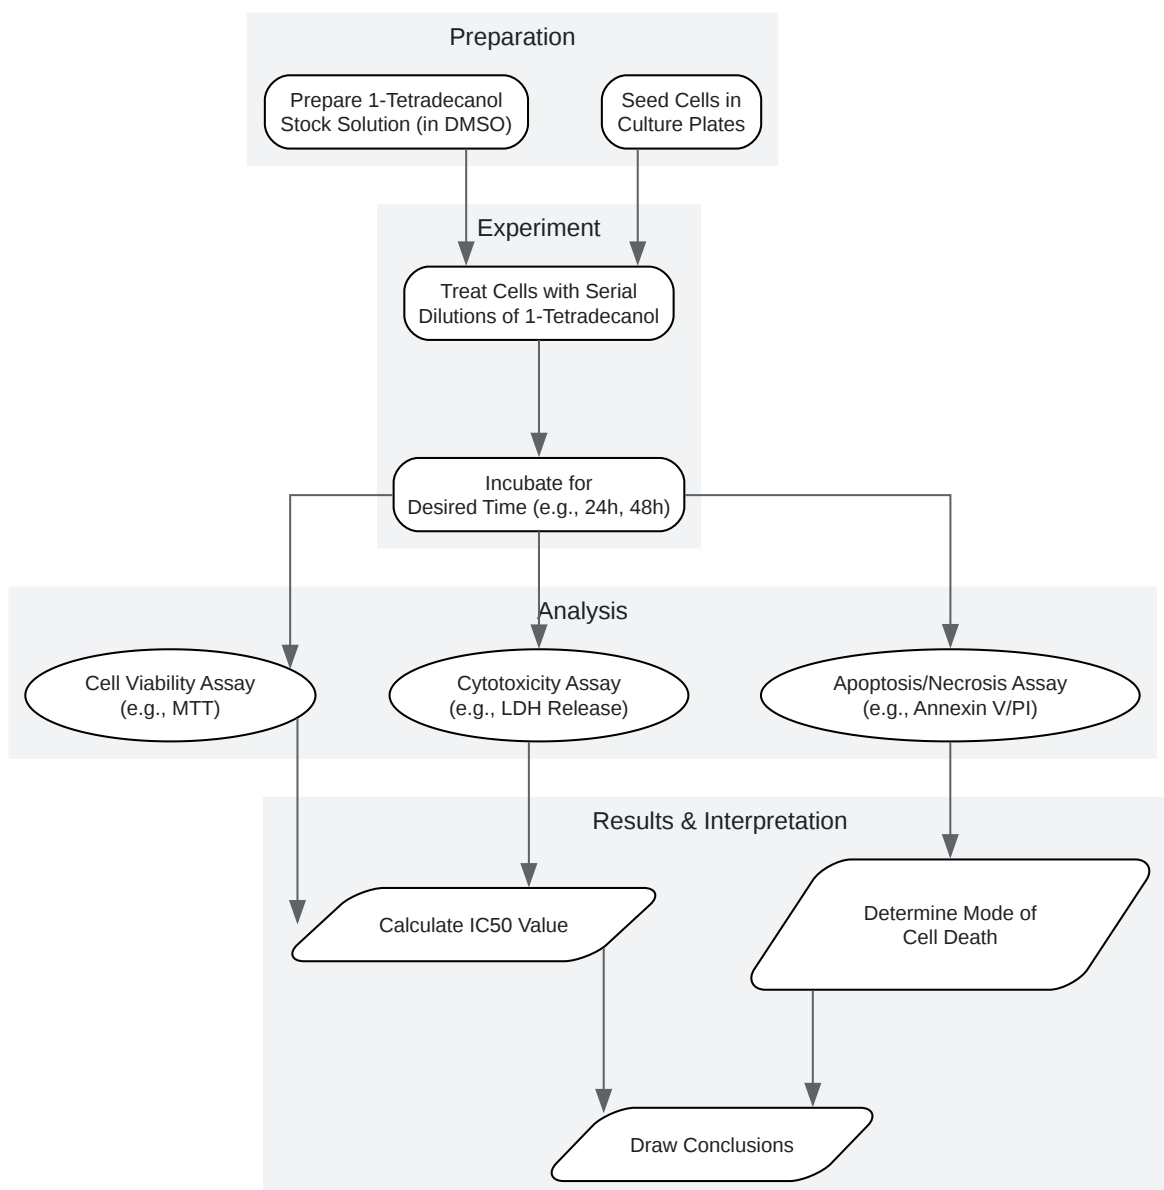 Preparation
Prepare 1-Tetradecanol
Stock Solution (in DMSO)
Seed Cells in
Culture Plates
Experiment
Treat Cells with Serial
Dilutions of 1-Tetradecanol
Incubate for
Desired Time (e.g., 24h, 48h)
Analysis
Cell Viability Assay
(e.g., MTT)
Cytotoxicity Assay
(e.g., LDH Release)
Apoptosis/Necrosis Assay
(e.g., Annexin V/PI)
Results & Interpretation
Calculate IC50 Value
Determine Mode of
Cell Death
Draw Conclusions